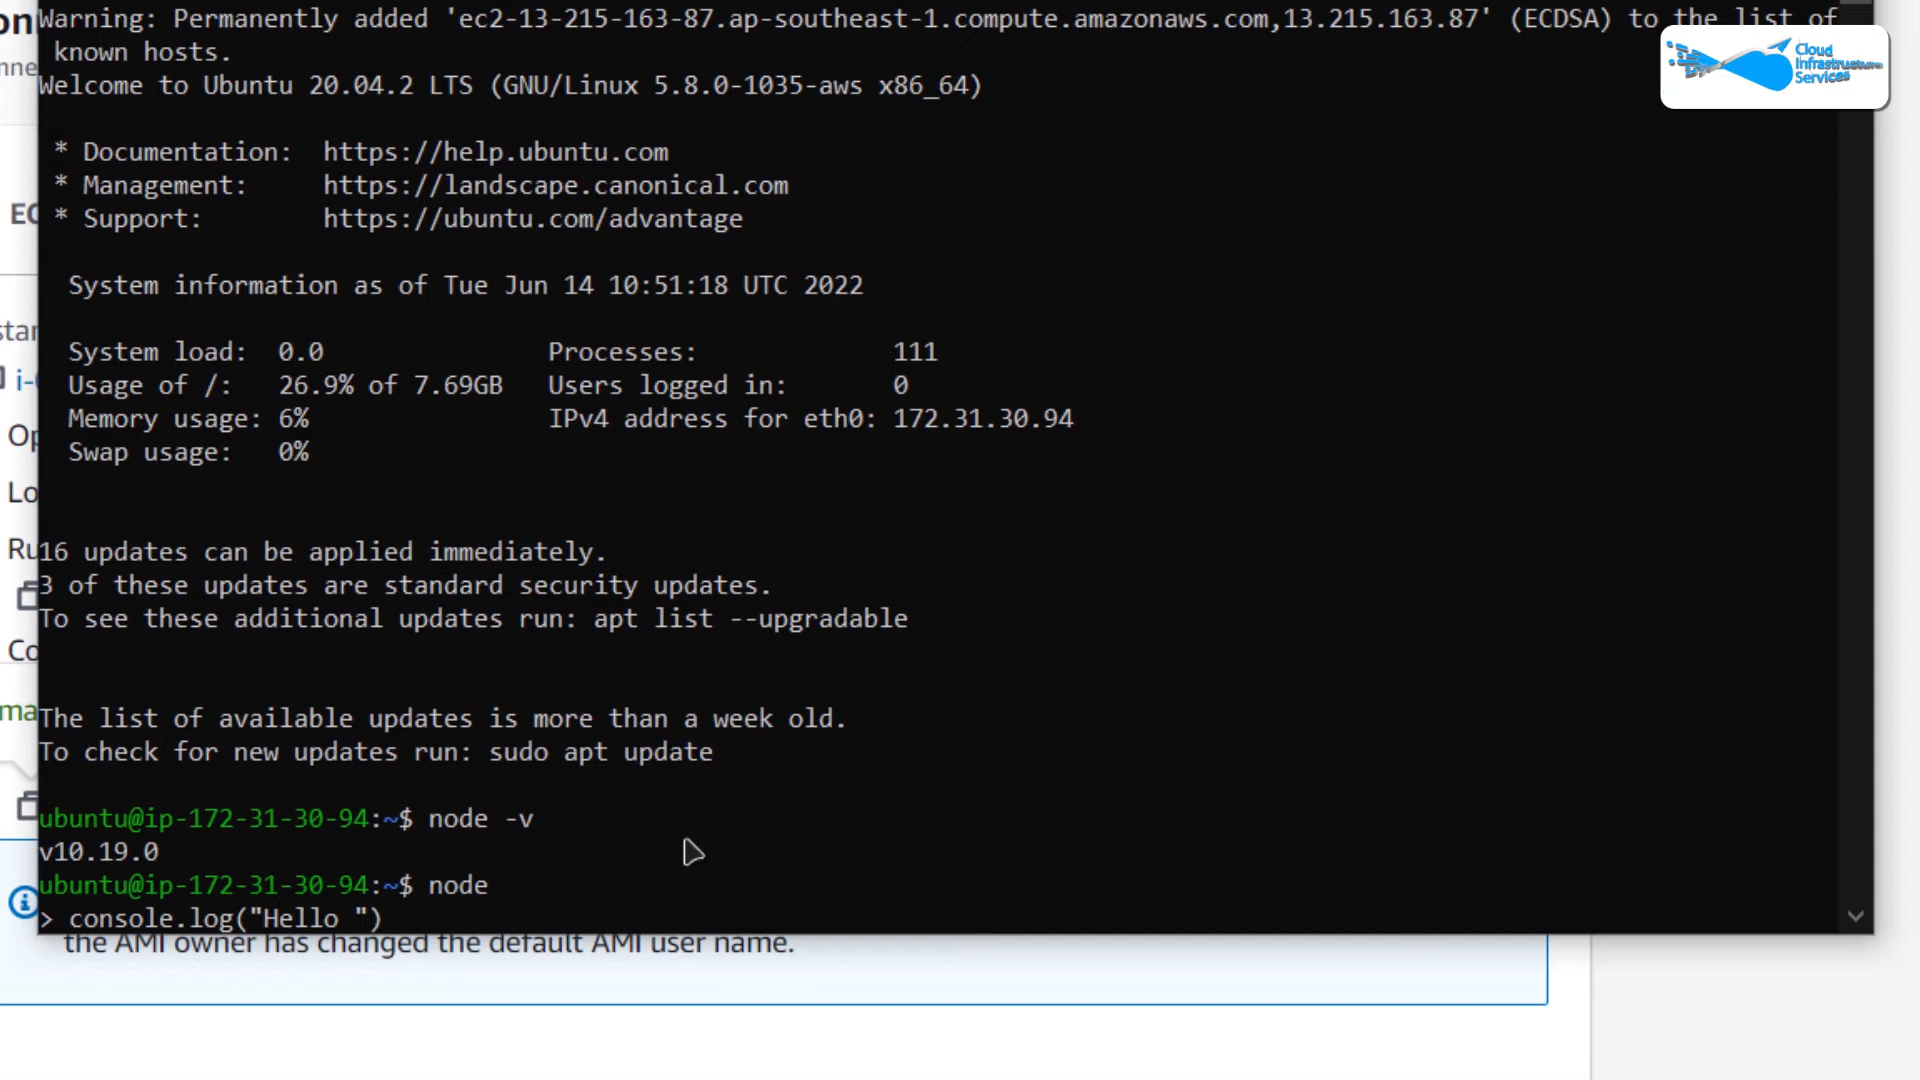 Warning: Permanently added 'ec2-13-215-163-87.ap-southeast-1.compute.amazonaws.com,13.215.163.87' (ECDSA) to the list of
known hosts.
Welcome to Ubuntu 20.04.2 LTS (GNU/Linux 5.8.0-1035-aws x86_64)
Cloud
Infrastructure
Services
* Documentation: https://help.ubuntu.com
* Management: https://landscape.canonical.com
* Support: https://ubuntu.com/advantage
System information as of Tue Jun 14 10:51:18 UTC 2022
System load: 0.0 Processes: 111
Usage of /: 26.9% of 7.69GB Users logged in: 0
Memory usage: 6% IPv4 address for eth0: 172.31.30.94
Swap usage: 0%
16 updates can be applied immediately.
3 of these updates are standard security updates.
To see these additional updates run: apt list --upgradable
The list of available updates is more than a week old.
To check for new updates run: sudo apt update
ubuntu@ip-172-31-30-94:~$ node -v
v10.19.0
ubuntu@ip-172-31-30-94:~$ node
> console.log("Hello ")
the AMI owner has changed the default AMI user name.